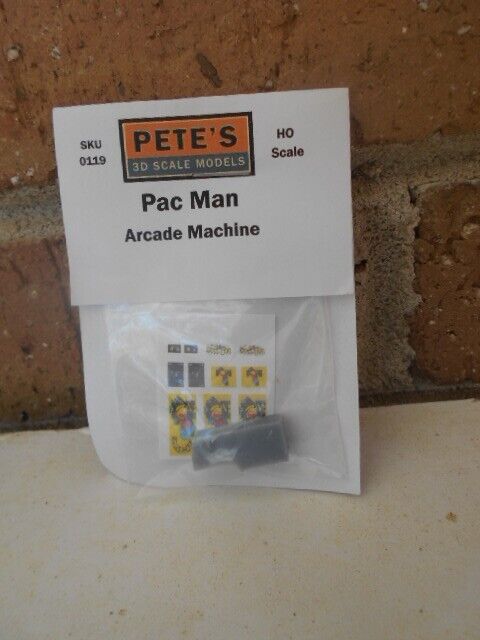 SKU
0119
PETE'S
3D SCALE MODELS
HO
Scale
Pac Man
Arcade Machine